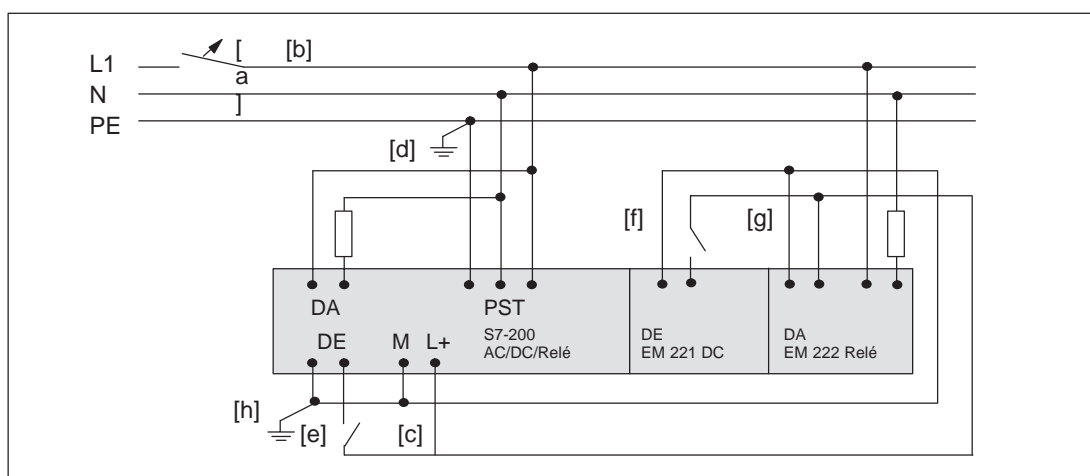 [ [b]
L1
a
N
]
PE
[d]
[f] [g]
DA PST
S7-200
AC/DC/Relé
DE M L+
DE
EM 221 DC
DA
EM 222 Relé
[h] [e] [c]